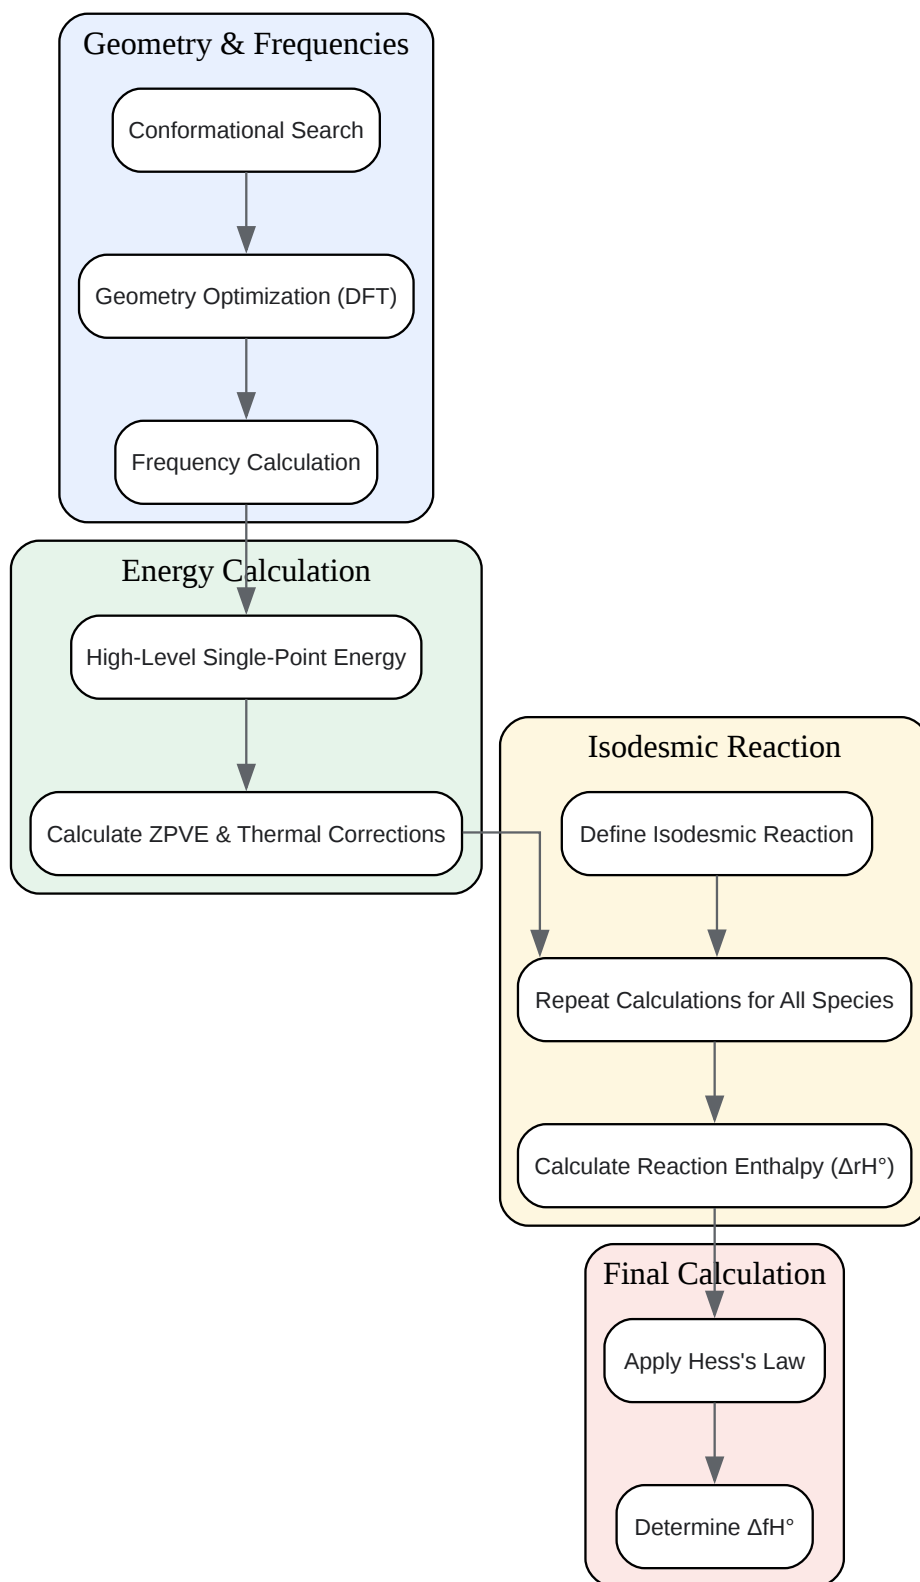 Geometry & Frequencies
Conformational Search
Geometry Optimization (DFT)
Frequency Calculation
Energy Calculation
High-Level Single-Point Energy
Calculate ZPVE & Thermal Corrections
Isodesmic Reaction
Define Isodesmic Reaction
Repeat Calculations for All Species
Calculate Reaction Enthalpy (ΔrH°)
Final Calculation
Apply Hess's Law
Determine ΔfH°